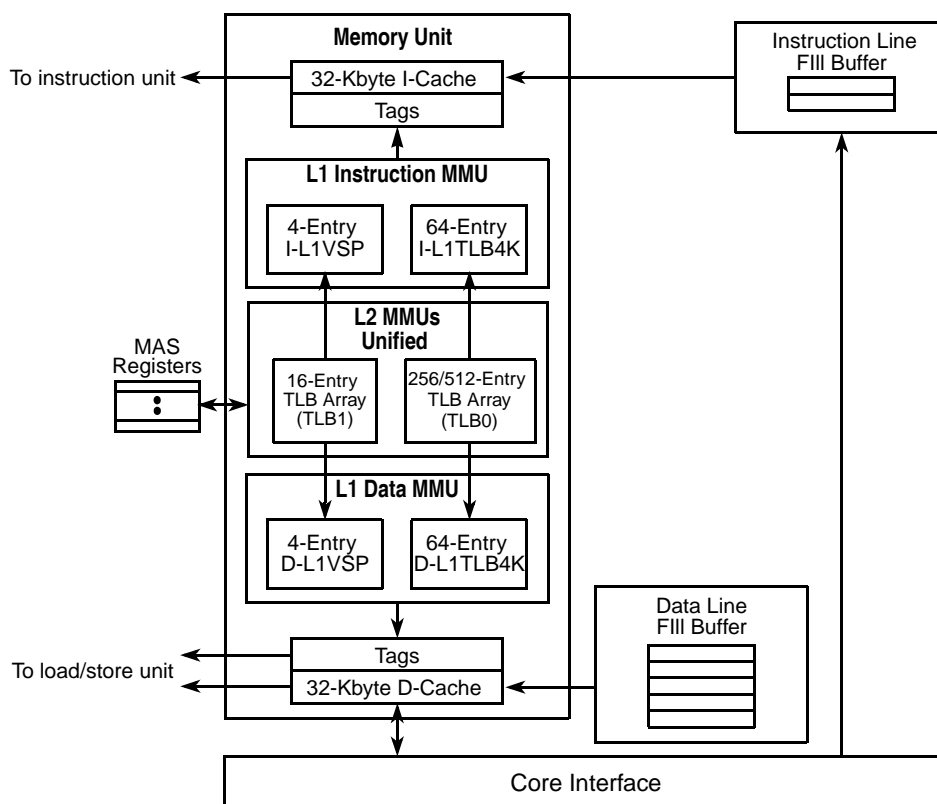 Memory Unit
Instruction Line
FIll Buffer
To instruction unit
32-Kbyte I-Cache
Tags
L1 Instruction MMU
4-Entry
I-L1VSP
64-Entry
I-L1TLB4K
L2 MMUs
Unified
MAS
Registers
16-Entry
TLB Array
(TLB1)
256/512-Entry
TLB Array
(TLB0)
L1 Data MMU
4-Entry
D-L1VSP
64-Entry
D-L1TLB4K
Data Line
FIll Buffer
To load/store unit
Tags
32-Kbyte D-Cache
Core Interface